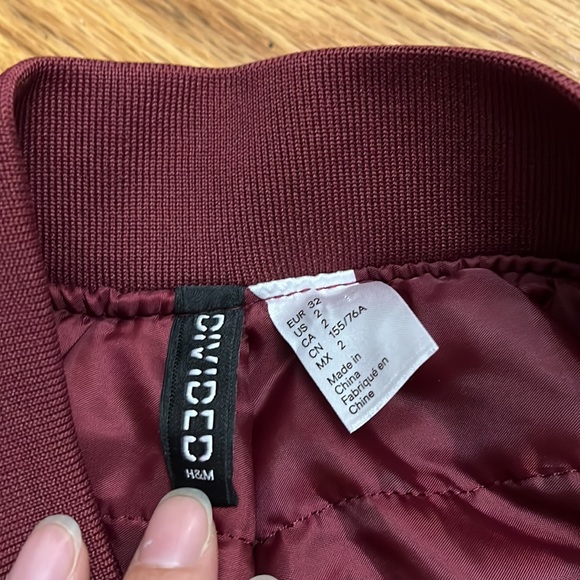 DIVIDED
H&M
EUR 32
US 2
CA 2
CN 155/76A
MX 2
Made in
China
Fabriqué en
Chine